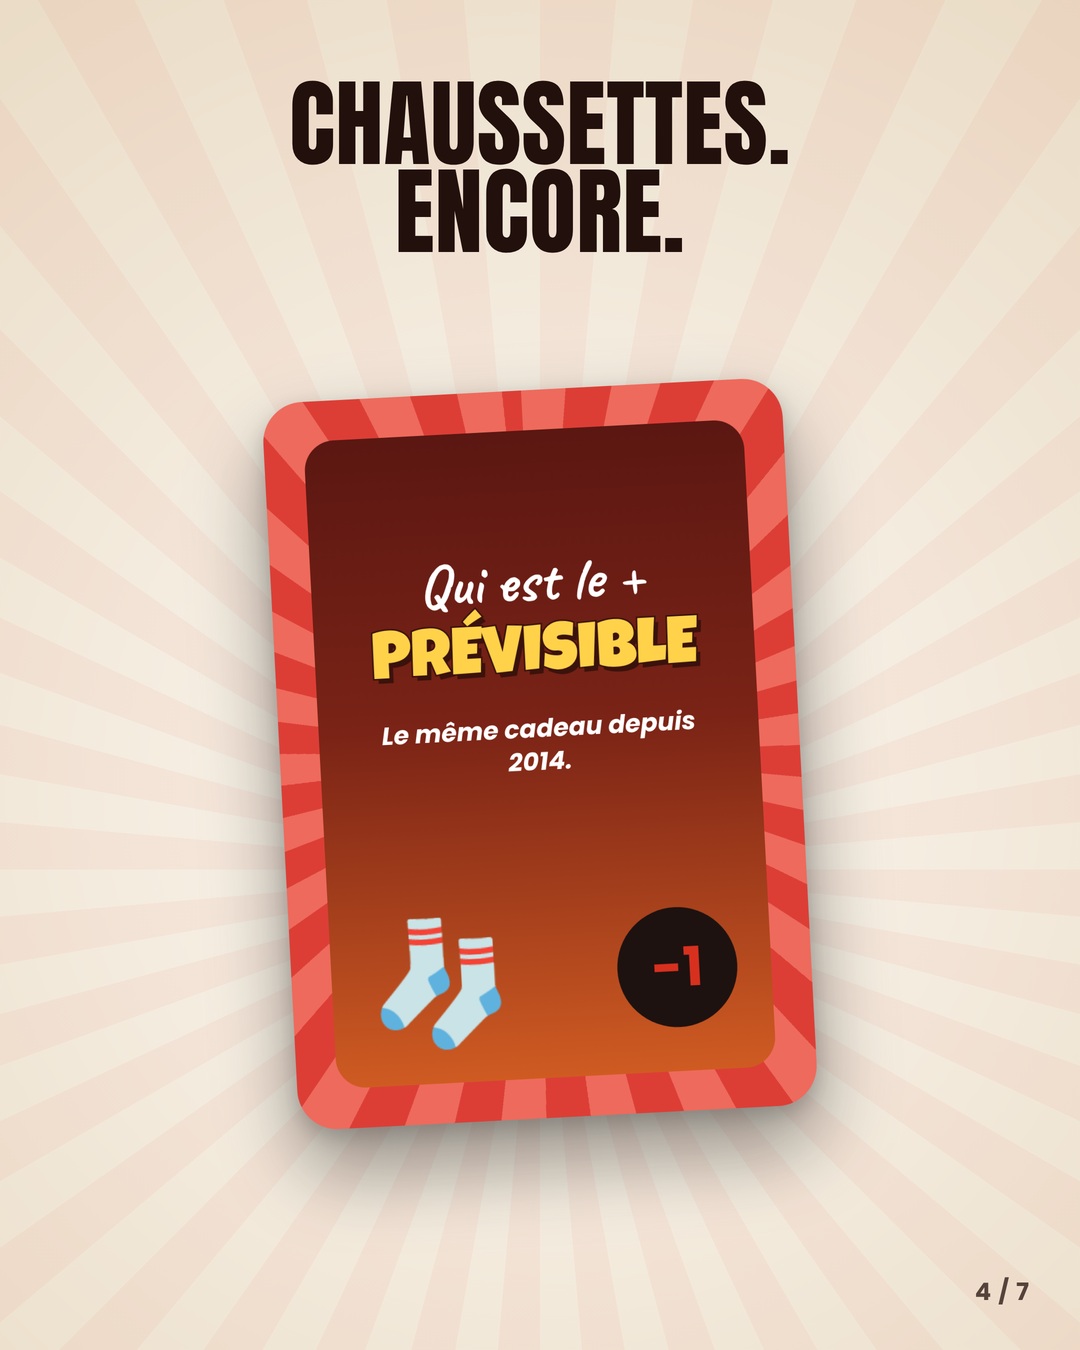 CHAUSSETTES.
ENCORE.
Qui est le +
PRÉVISIBLE
Le même cadeau depuis
2014.
-1
4 / 7